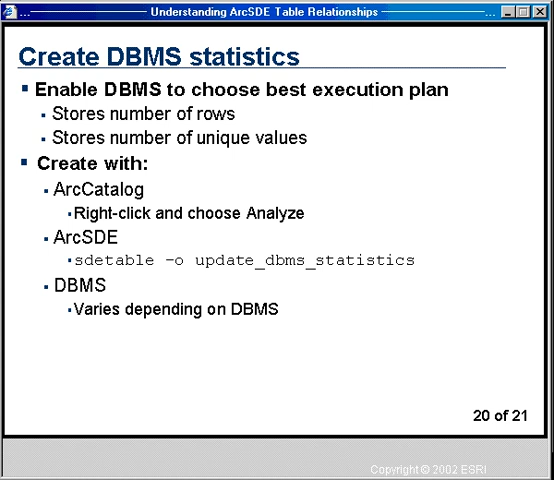 Understanding ArcSDE Table Relationships
Create DBMS statistics
Enable DBMS to choose best execution plan
Stores number of rows
Stores number of unique values
Create with:
ArcCatalog
Right-click and choose Analyze
ArcSDE
sdetable –o update_dbms_statistics
DBMS
Varies depending on DBMS
20 of 21
Copyright © 2002 ESRI